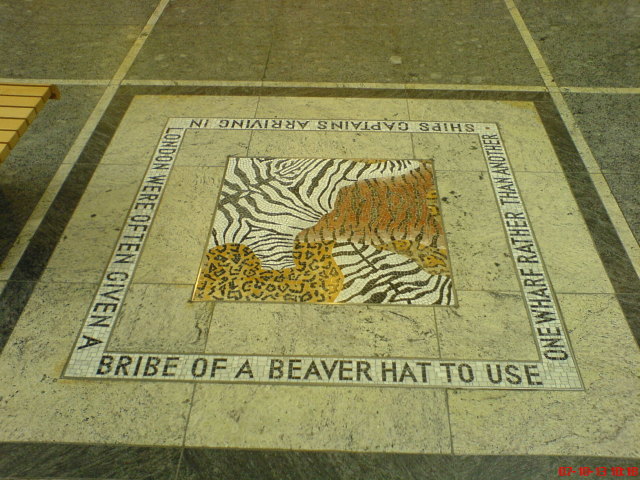 SHIPS CAPTAINS ARRIVING IN
LONDON WERE OFTEN GIVEN A
BRIBE OF A BEAVER HAT TO USE
ONE WHARF RATHER THAN ANOTHER